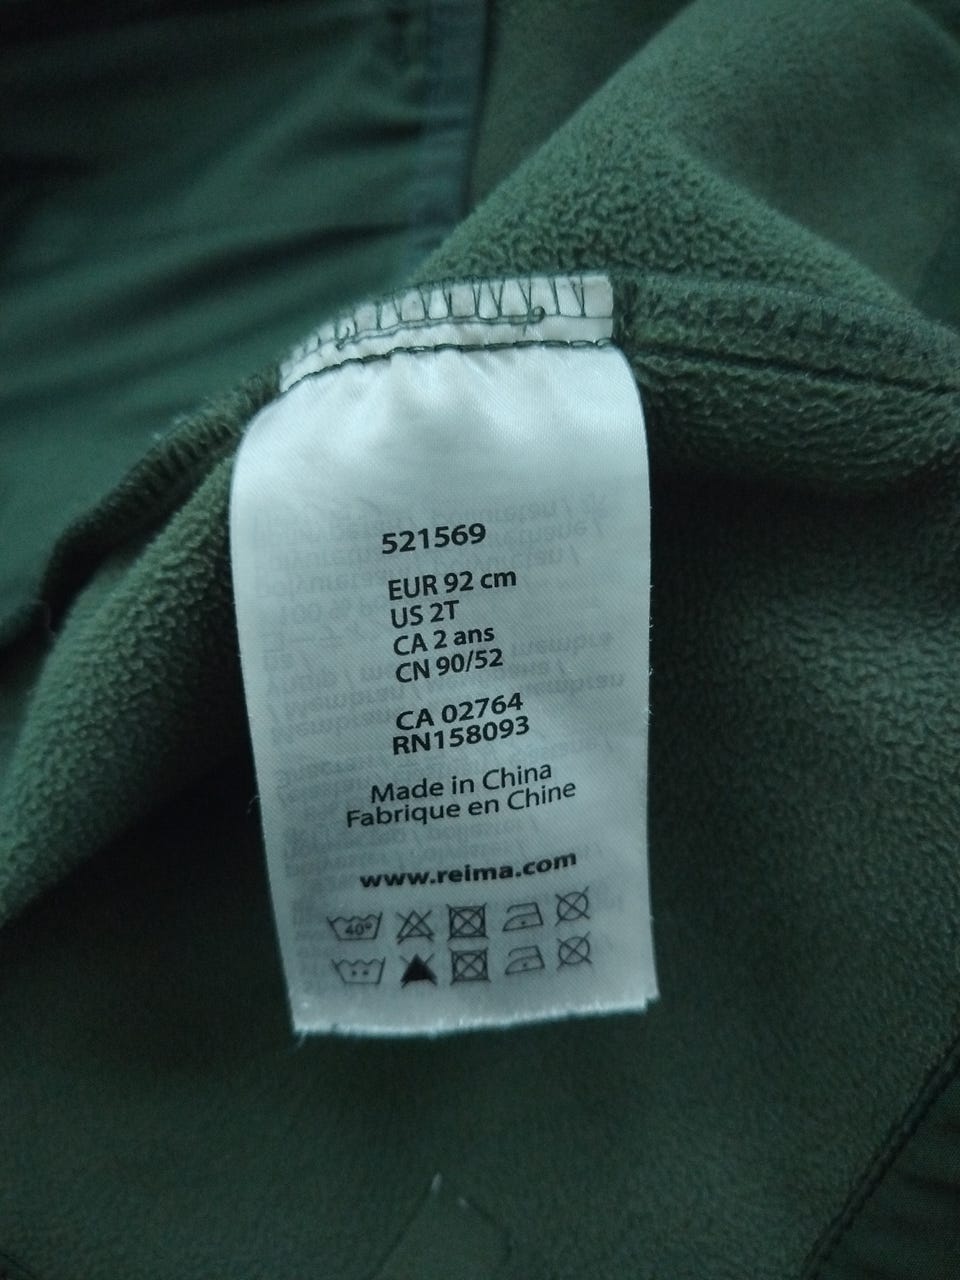 521569
EUR 92 cm
US 2T
CA 2 ans
CN 90/52
CA 02764
RN158093
Made in China
Fabrique en Chine
www.reima.com
40°